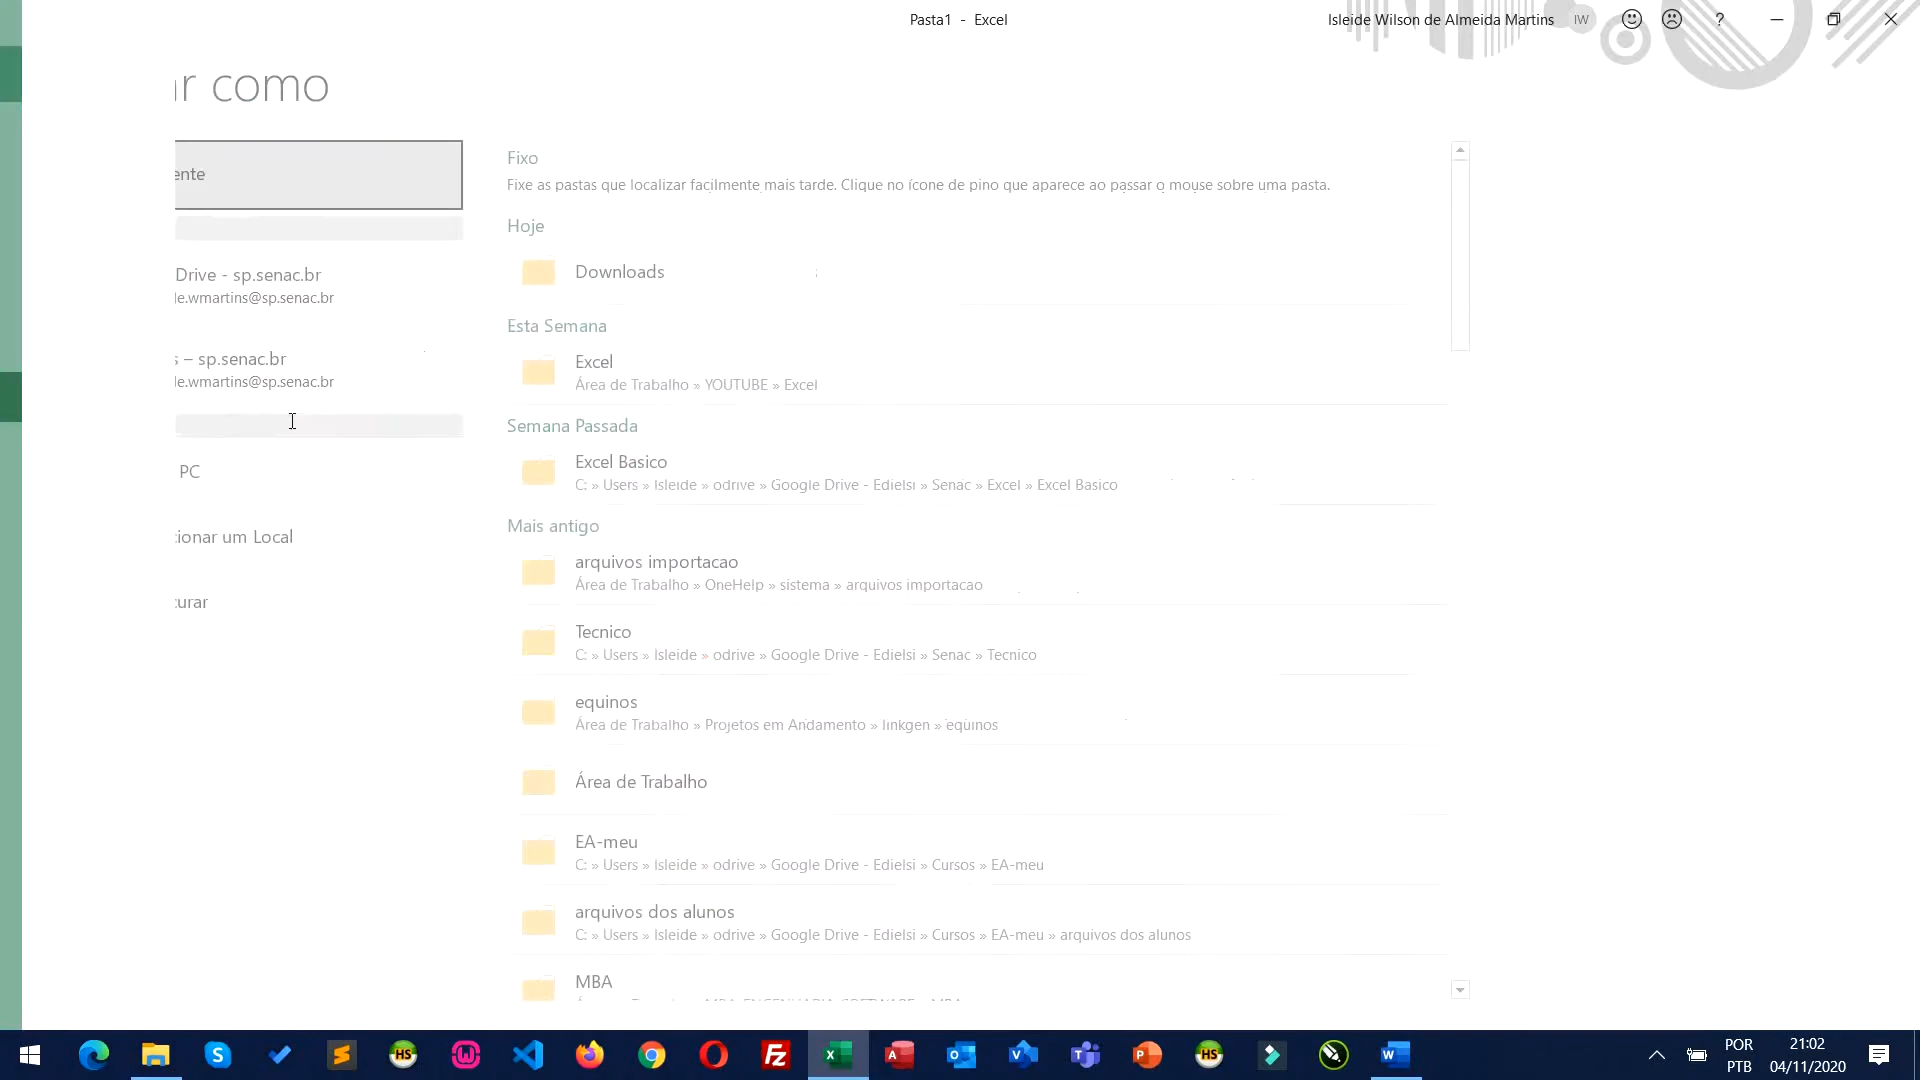 Pasta1 - Excel
Isleide Wilson de Almeida Martins IW
?
ar como
ente
Drive - sp.senac.br
le.wmartins@sp.senac.br
s – sp.senac.br
le.wmartins@sp.senac.br
PC
cionar um Local
curar
Fixo
Fixe as pastas que localizar facilmente mais tarde. Clique no ícone de pino que aparece ao passar o mouse sobre uma pasta.
Hoje
Downloads
Esta Semana
Excel
Área de Trabalho » YOUTUBE » Excel
Semana Passada
Excel Basico
C: » Users » Isleide » odrive » Google Drive - Edielsi » Senac » Excel » Excel Basico
Mais antigo
arquivos importacao
Área de Trabalho » OneHelp » sistema » arquivos importacao
Tecnico
C: » Users » Isleide » odrive » Google Drive - Edielsi » Senac » Tecnico
equinos
Área de Trabalho » Projetos em Andamento » linkgen » equinos
Área de Trabalho
EA-meu
C: » Users » Isleide » odrive » Google Drive - Edielsi » Cursos » EA-meu
arquivos dos alunos
C: » Users » Isleide » odrive » Google Drive - Edielsi » Cursos » EA-meu » arquivos dos alunos
MBA
POR
PTB
21:02
04/11/2020